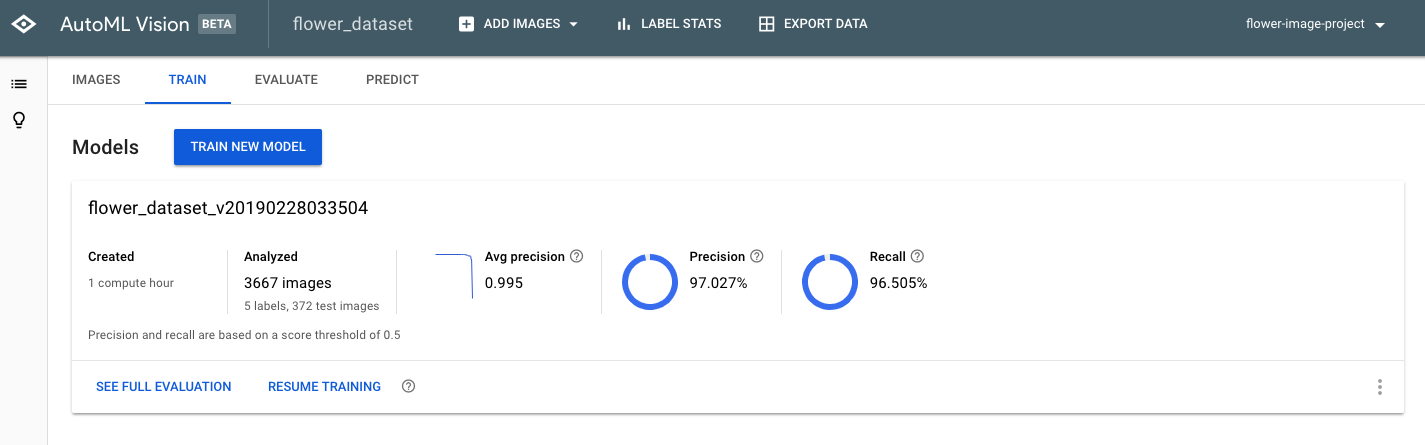 AutoML Vision BETA flower_dataset ADD IMAGES LABEL STATS EXPORT DATA flower-image-project
IMAGES TRAIN EVALUATE PREDICT
Models TRAIN NEW MODEL
flower_dataset_v20190228033504
Created Analyzed Avg precision Precision Recall
1 compute hour 3667 images 0.995 97.027% 96.505%
5 labels, 372 test images
Precision and recall are based on a score threshold of 0.5
SEE FULL EVALUATION RESUME TRAINING